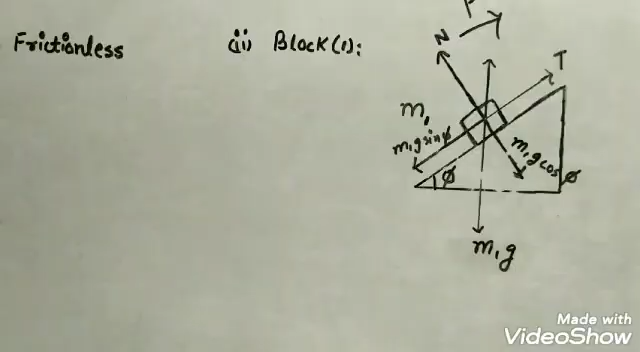 Frictionless (ii) Block(1):
N
T
m₁
m₁g sinϕ
m₁g cosϕ
ϕ
m₁g
Made with
VideoShow